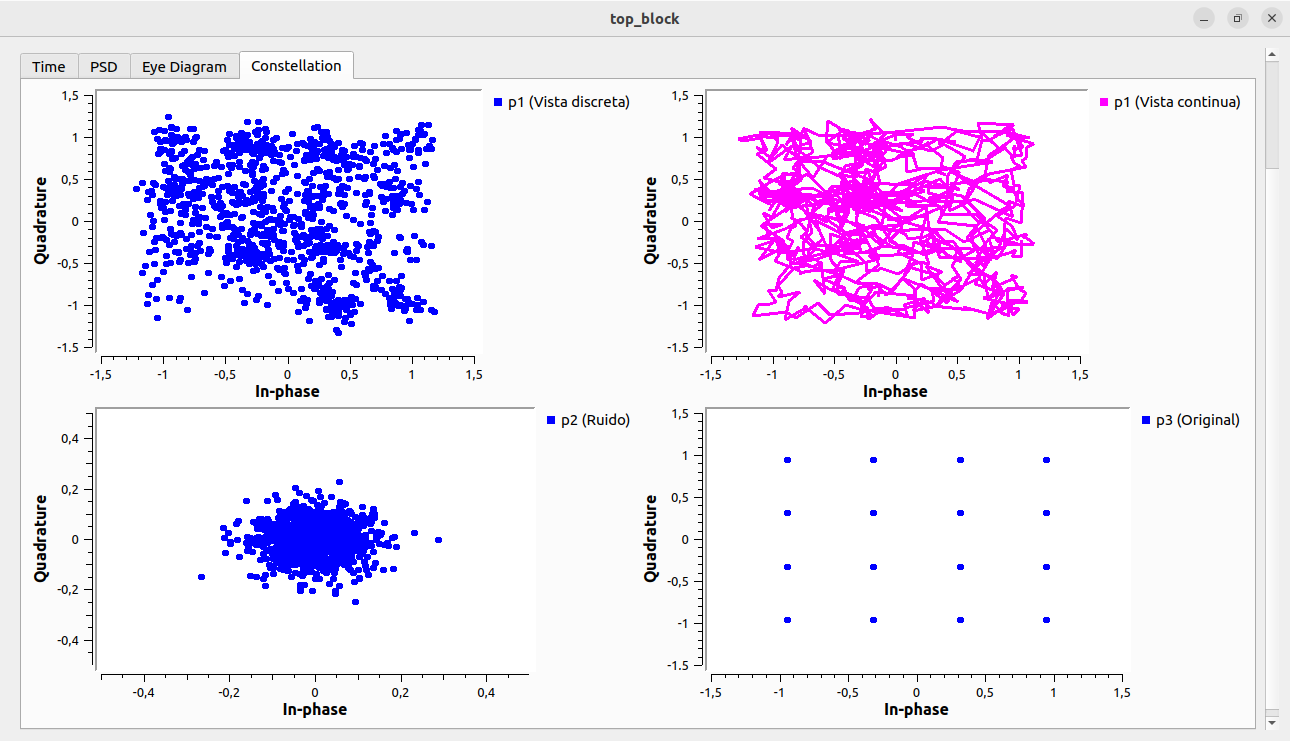 top_block
Time PSD Eye Diagram Constellation
p1 (Vista discreta)
1,5
1
0,5
0
-0,5
-1
-1.5
Quadrature
-1,5 -1 -0,5 0 0,5 1 1,5
In-phase
p1 (Vista continua)
1,5
1
0,5
0
-0,5
-1
-1.5
Quadrature
-1,5 -1 -0,5 0 0,5 1 1,5
In-phase
p2 (Ruido)
0,4
0,2
0
-0,2
-0,4
Quadrature
-0,4 -0,2 0 0,2 0,4
In-phase
p3 (Original)
1,5
1
0,5
0
-0,5
-1
-1.5
Quadrature
-1,5 -1 -0,5 0 0,5 1 1,5
In-phase